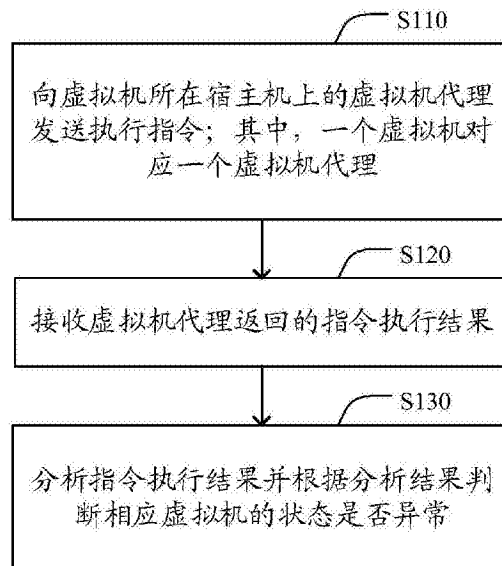 S110
向虚拟机所在宿主机上的虚拟机代理
发送执行指令；其中，一个虚拟机对
应一个虚拟机代理
S120
接收虚拟机代理返回的指令执行结果
S130
分析指令执行结果并根据分析结果判
断相应虚拟机的状态是否异常